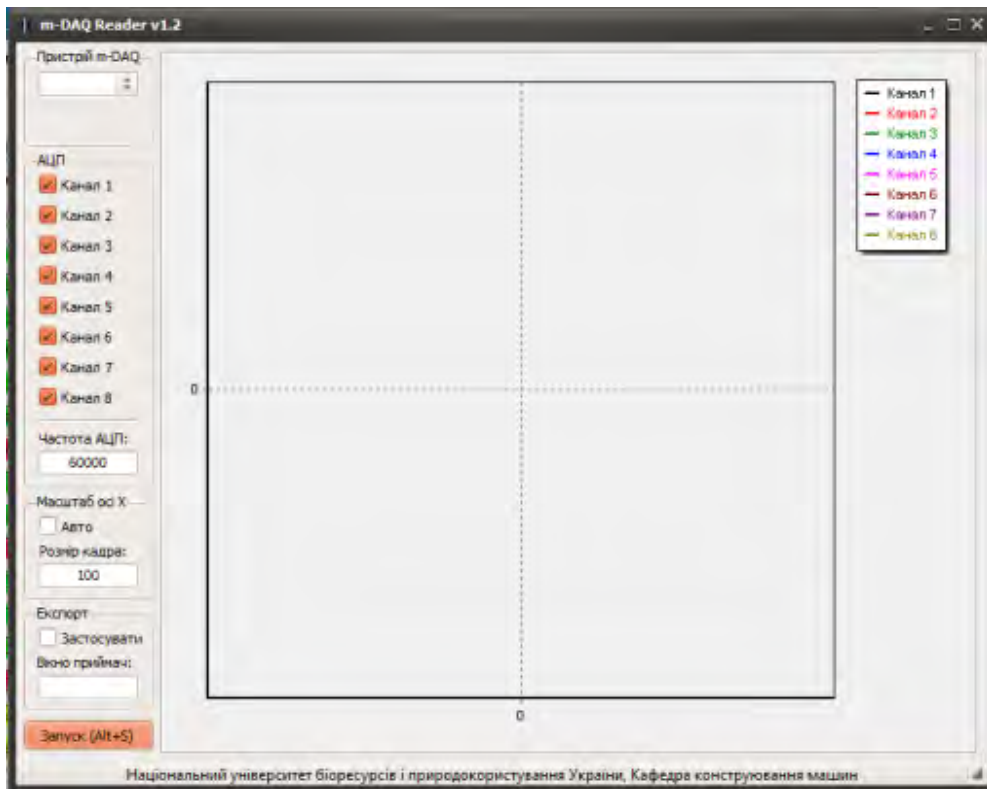 m-DAQ Reader v1.2
Пристрій m-DAQ
АЦП
Канал 1
Канал 2
Канал 3
Канал 4
Канал 5
Канал 6
Канал 7
Канал 8
Частота АЦП:
60000
Масштаб осі X
Авто
Розмір кадра:
100
Експорт
Застосувати
Вікно приймач:
Запуск (Alt+S)
0
0
Канал 1
Канал 2
Канал 3
Канал 4
Канал 5
Канал 6
Канал 7
Канал 8
Національний університет біоресурсів і природокористування України, Кафедра конструювання машин